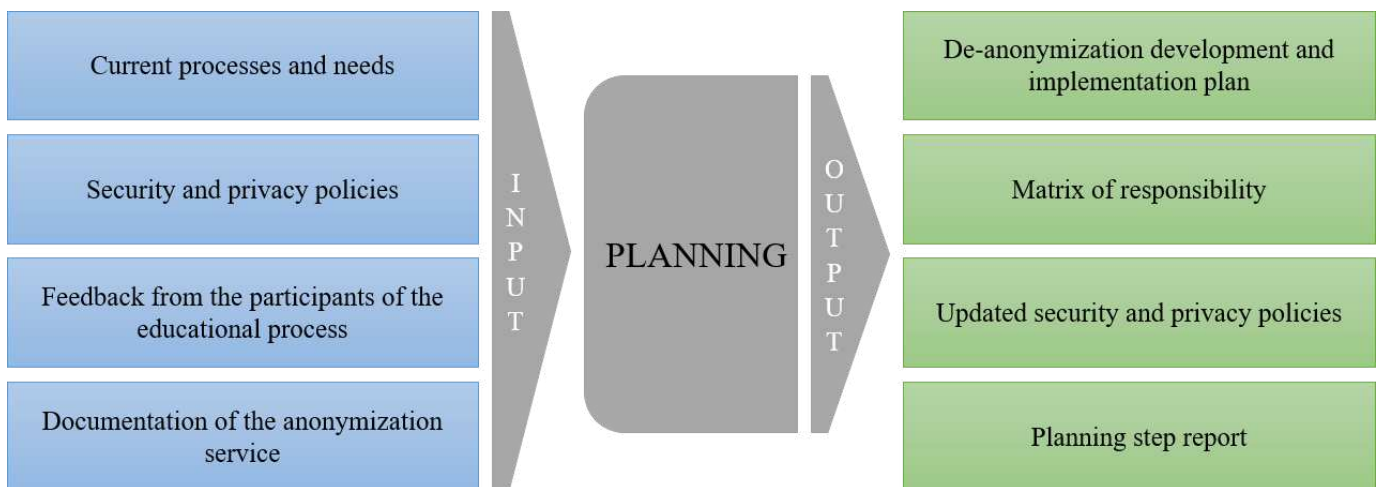 Current processes and needs
Security and privacy policies
Feedback from the participants of the
educational process
Documentation of the anonymization
service
INPUT
PLANNING
OUTPUT
De-anonymization development and
implementation plan
Matrix of responsibility
Updated security and privacy policies
Planning step report